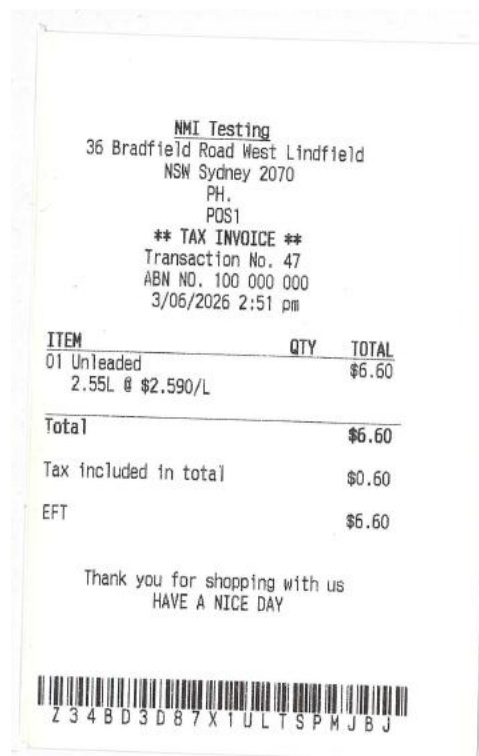 NMI Testing
36 Bradfield Road West Lindfield
NSW Sydney 2070
PH.
POS1
** TAX INVOICE **
Transaction No. 47
ABN NO. 100 000 000
3/06/2026 2:51 pm
ITEM QTY TOTAL
01 Unleaded $6.60
2.55L @ $2.590/L
Total $6.60
Tax included in total $0.60
EFT $6.60
Thank you for shopping with us
HAVE A NICE DAY
Z34BD3D87X1ULTSPMJBJ